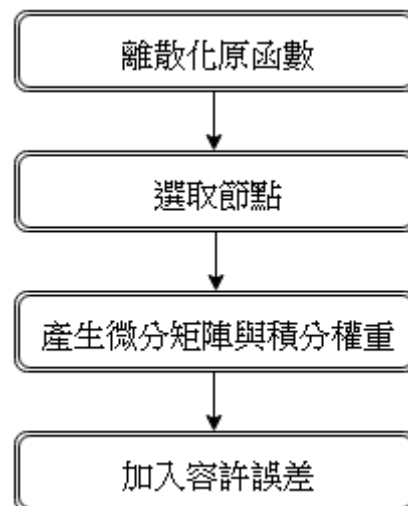 離散化原函數
選取節點
產生微分矩陣與積分權重
加入容許誤差